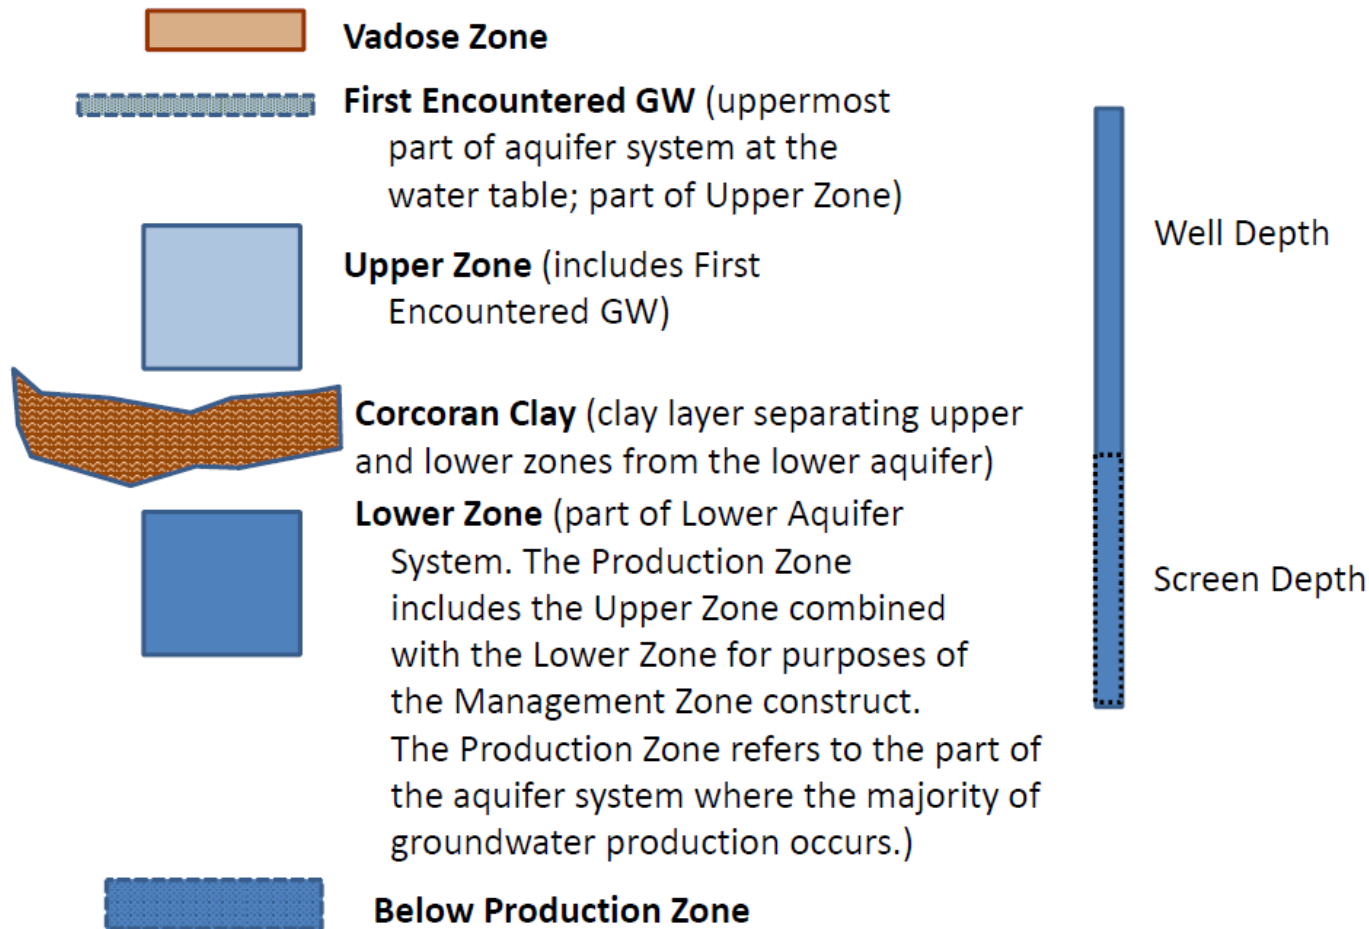 Vadose Zone
First Encountered GW (uppermost
part of aquifer system at the
water table; part of Upper Zone)
Upper Zone (includes First
Encountered GW)
Corcoran Clay (clay layer separating upper
and lower zones from the lower aquifer)
Lower Zone (part of Lower Aquifer
System. The Production Zone
includes the Upper Zone combined
with the Lower Zone for purposes of
the Management Zone construct.
The Production Zone refers to the part of
the aquifer system where the majority of
groundwater production occurs.)
Below Production Zone
Well Depth
Screen Depth